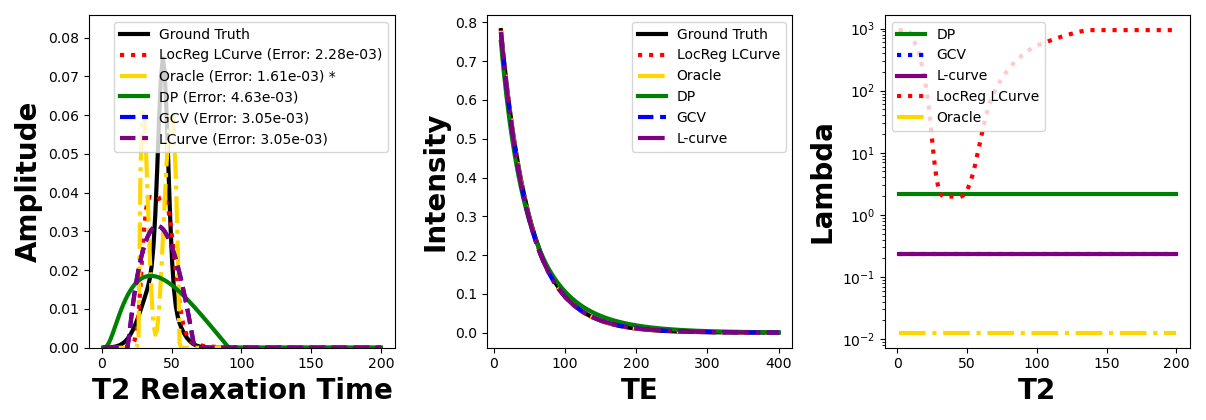 Amplitude
0.08
0.07
0.06
0.05
0.04
0.03
0.02
0.01
0.00
Ground Truth
LocReg LCurve (Error: 2.28e-03)
Oracle (Error: 1.61e-03) *
DP (Error: 4.63e-03)
GCV (Error: 3.05e-03)
LCurve (Error: 3.05e-03)
0 50 100 150 200
T2 Relaxation Time
Intensity
0.8
0.7
0.6
0.5
0.4
0.3
0.2
0.1
0.0
Ground Truth
LocReg LCurve
Oracle
DP
GCV
L-curve
0 100 200 300 400
TE
Lambda
10³
10²
10¹
10⁰
10⁻¹
10⁻²
DP
GCV
L-curve
LocReg LCurve
Oracle
0 50 100 150 200
T2